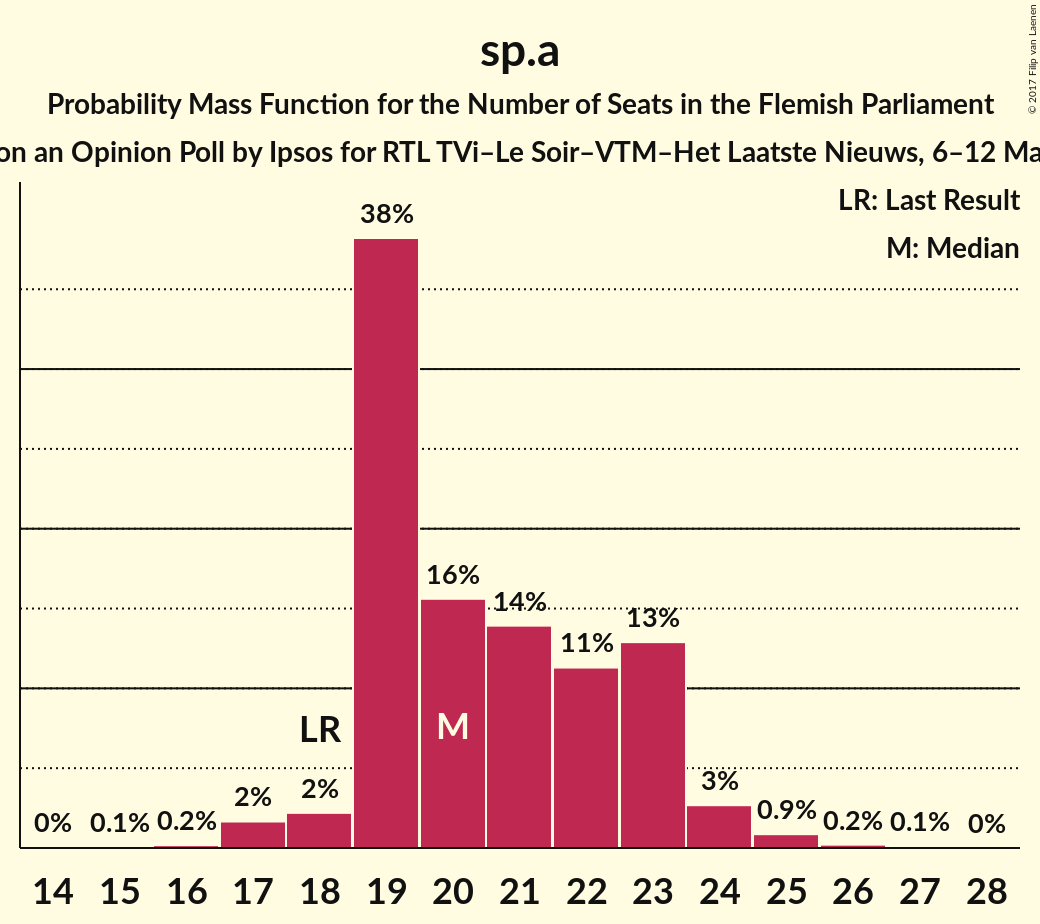 sp.a
Probability Mass Function for the Number of Seats in the Flemish Parliament
on an Opinion Poll by Ipsos for RTL TVi–Le Soir–VTM–Het Laatste Nieuws, 6–12
LR: Last Result
M: Median
38%
16%
14%
13%
11%
LR
M
3%
2%
2%
0.9%
0%
0.1%
0.2%
0.2%
0.1%
0%
14 15 16 17 18 19 20 21 22 23 24 25 26 27 28
© 2017 Filip van Laenen